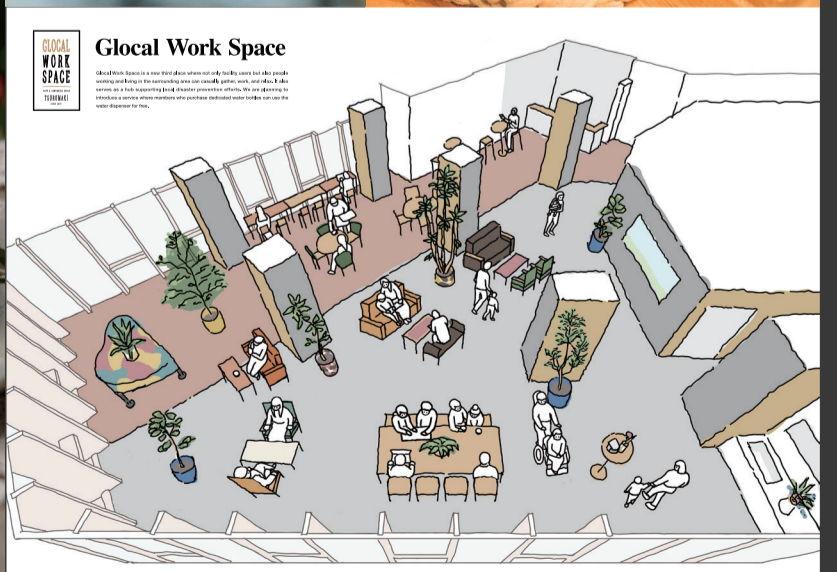 GLOCAL
WORK
SPACE
TSURUMAKI
Glocal Work Space
Glocal Work Space is a new third place where not only facility users but also people
working and living in the surrounding area can casually gather, work, and relax. It also
serves as a hub supporting local disaster prevention efforts. We are planning to
introduce a service where members who purchase dedicated water bottles can use the
water dispenser for free.